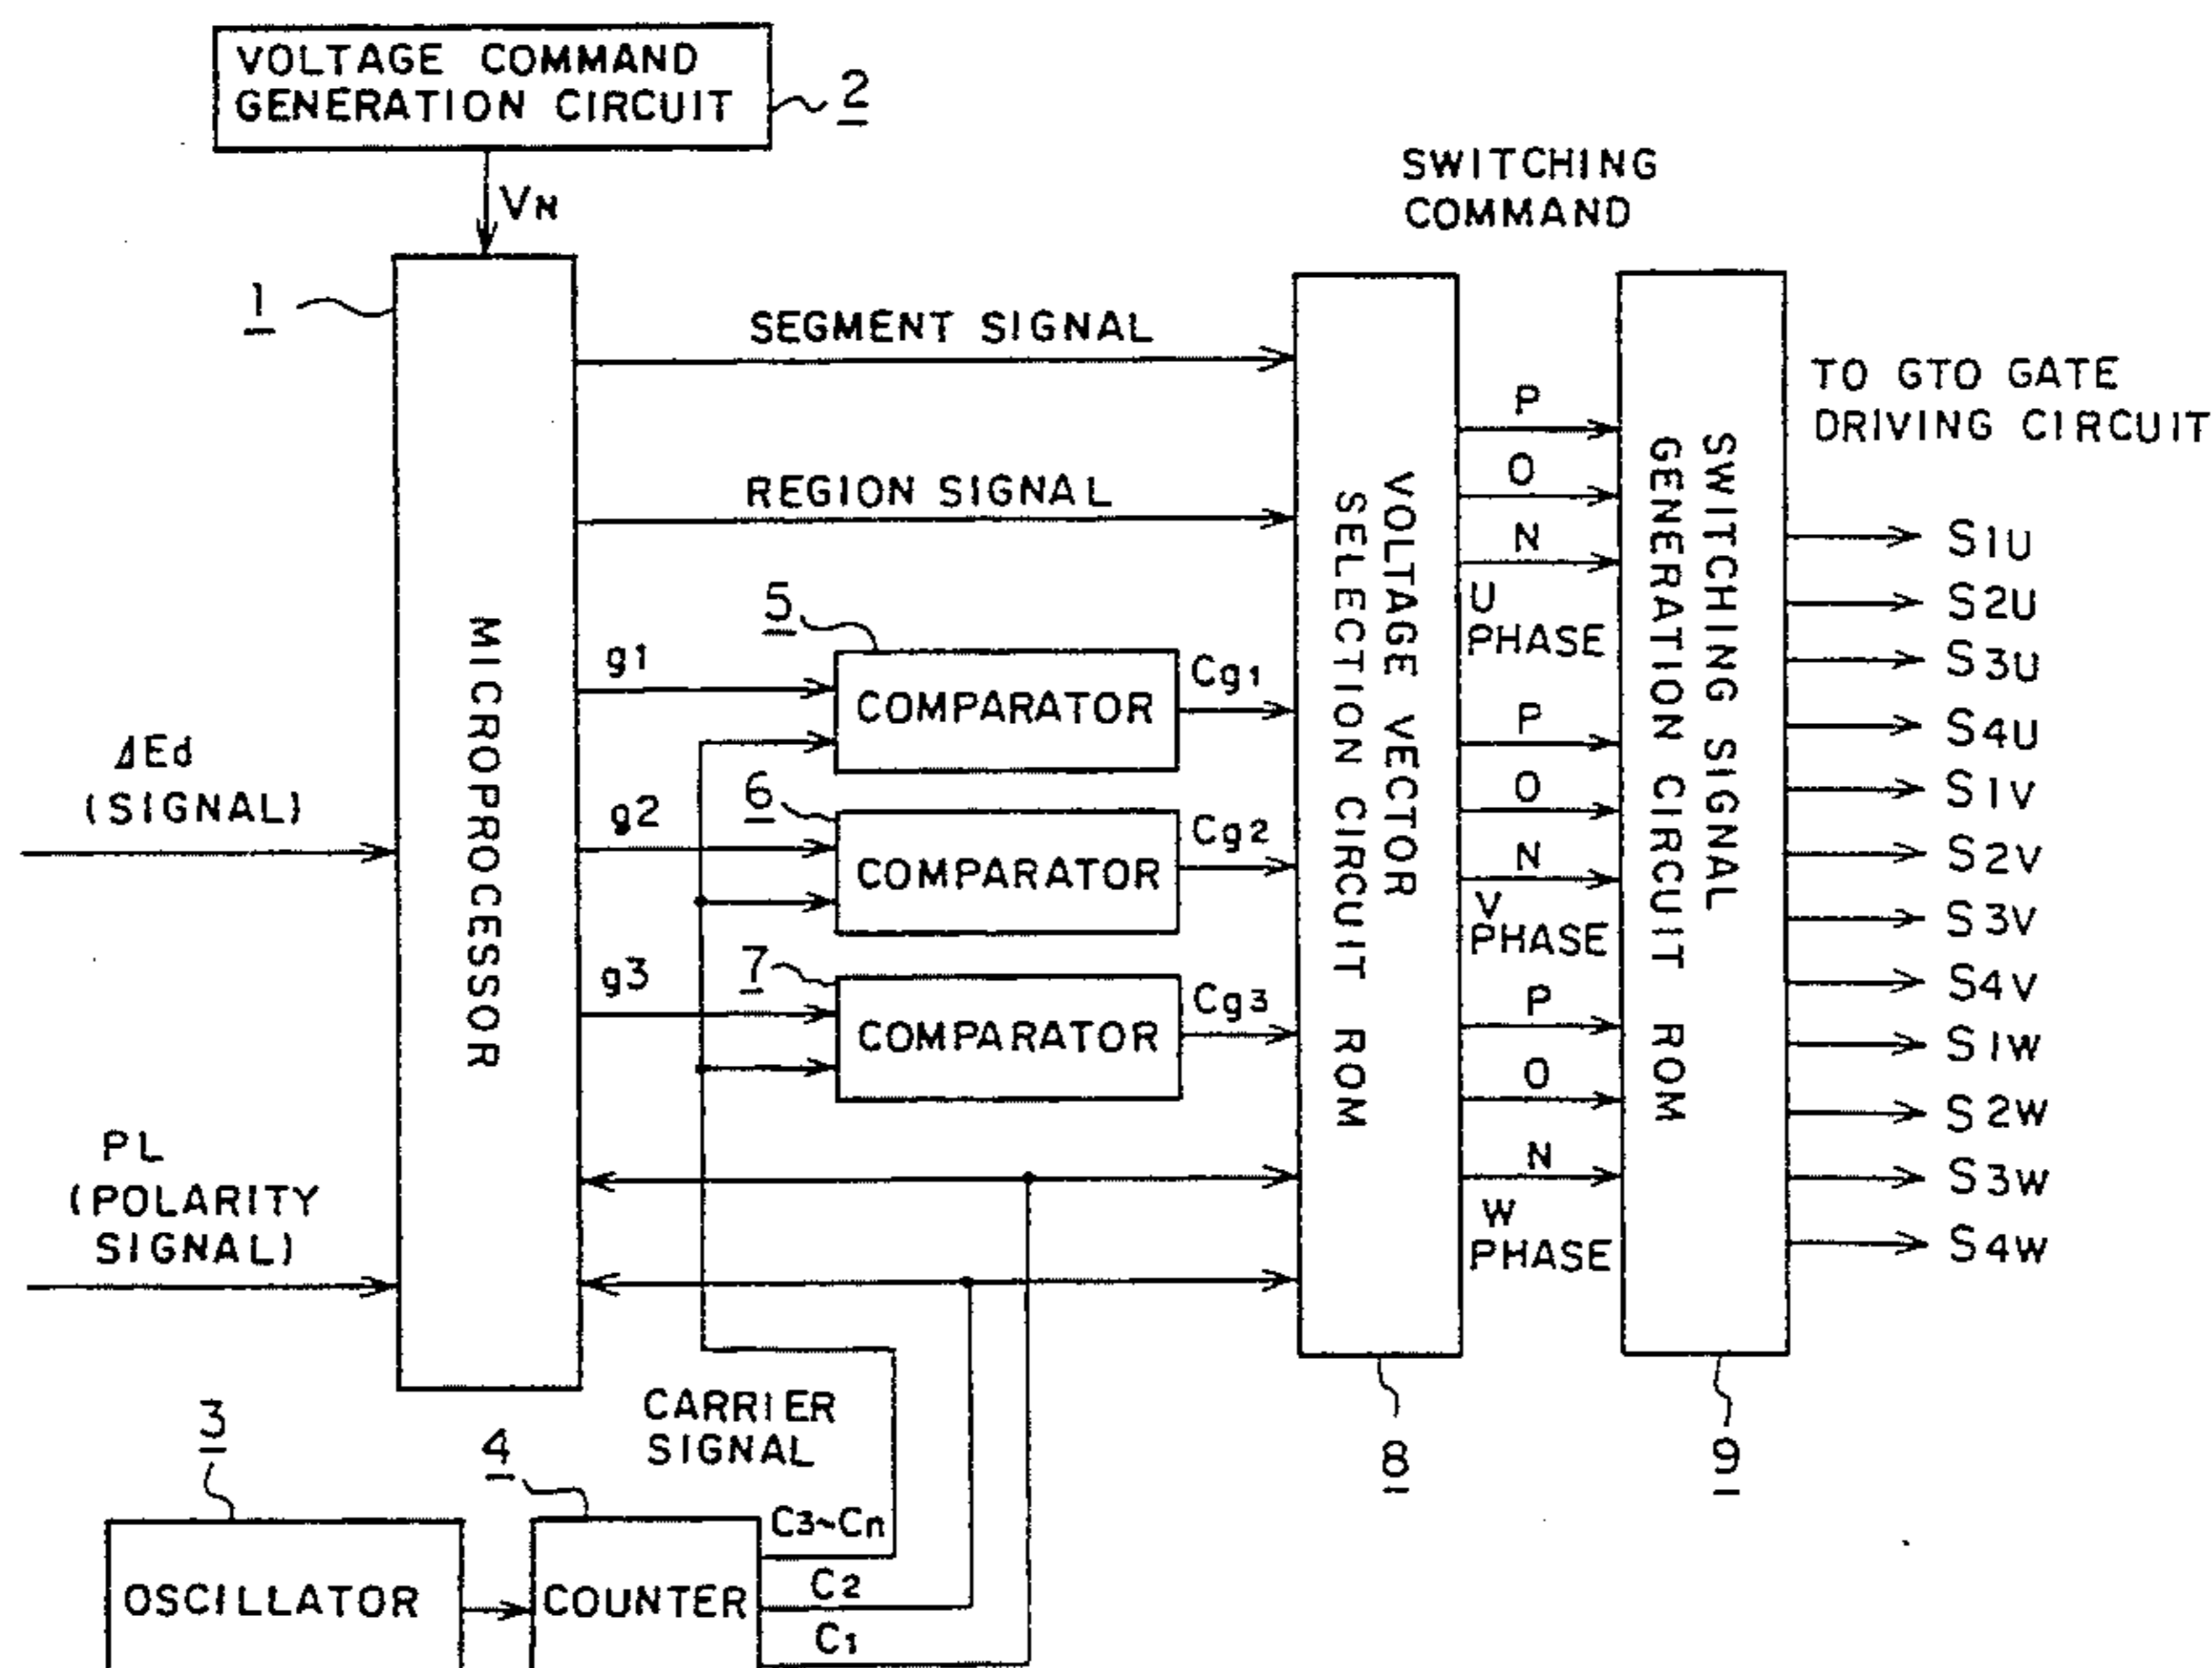 VOLTAGE COMMAND
GENERATION CIRCUIT
2
VN
SWITCHING
COMMAND
1
SEGMENT SIGNAL
REGION SIGNAL
MICROPROCESSOR
g1
5
COMPARATOR
Cg1
g2
6
COMPARATOR
Cg2
g3
7
COMPARATOR
Cg3
ΔEd
(SIGNAL)
PL
(POLARITY
SIGNAL)
VOLTAGE VECTOR
SELECTION CIRCUIT ROM
8
P
O
N
U
PHASE
P
O
N
V
PHASE
P
O
N
W
PHASE
SWITCHING SIGNAL
GENERATION CIRCUIT ROM
9
TO GTO GATE
DRIVING CIRCUIT
S1U
S2U
S3U
S4U
S1V
S2V
S3V
S4V
S1W
S2W
S3W
S4W
CARRIER
SIGNAL
3
OSCILLATOR
4
COUNTER
C3~Cn
C2
C1